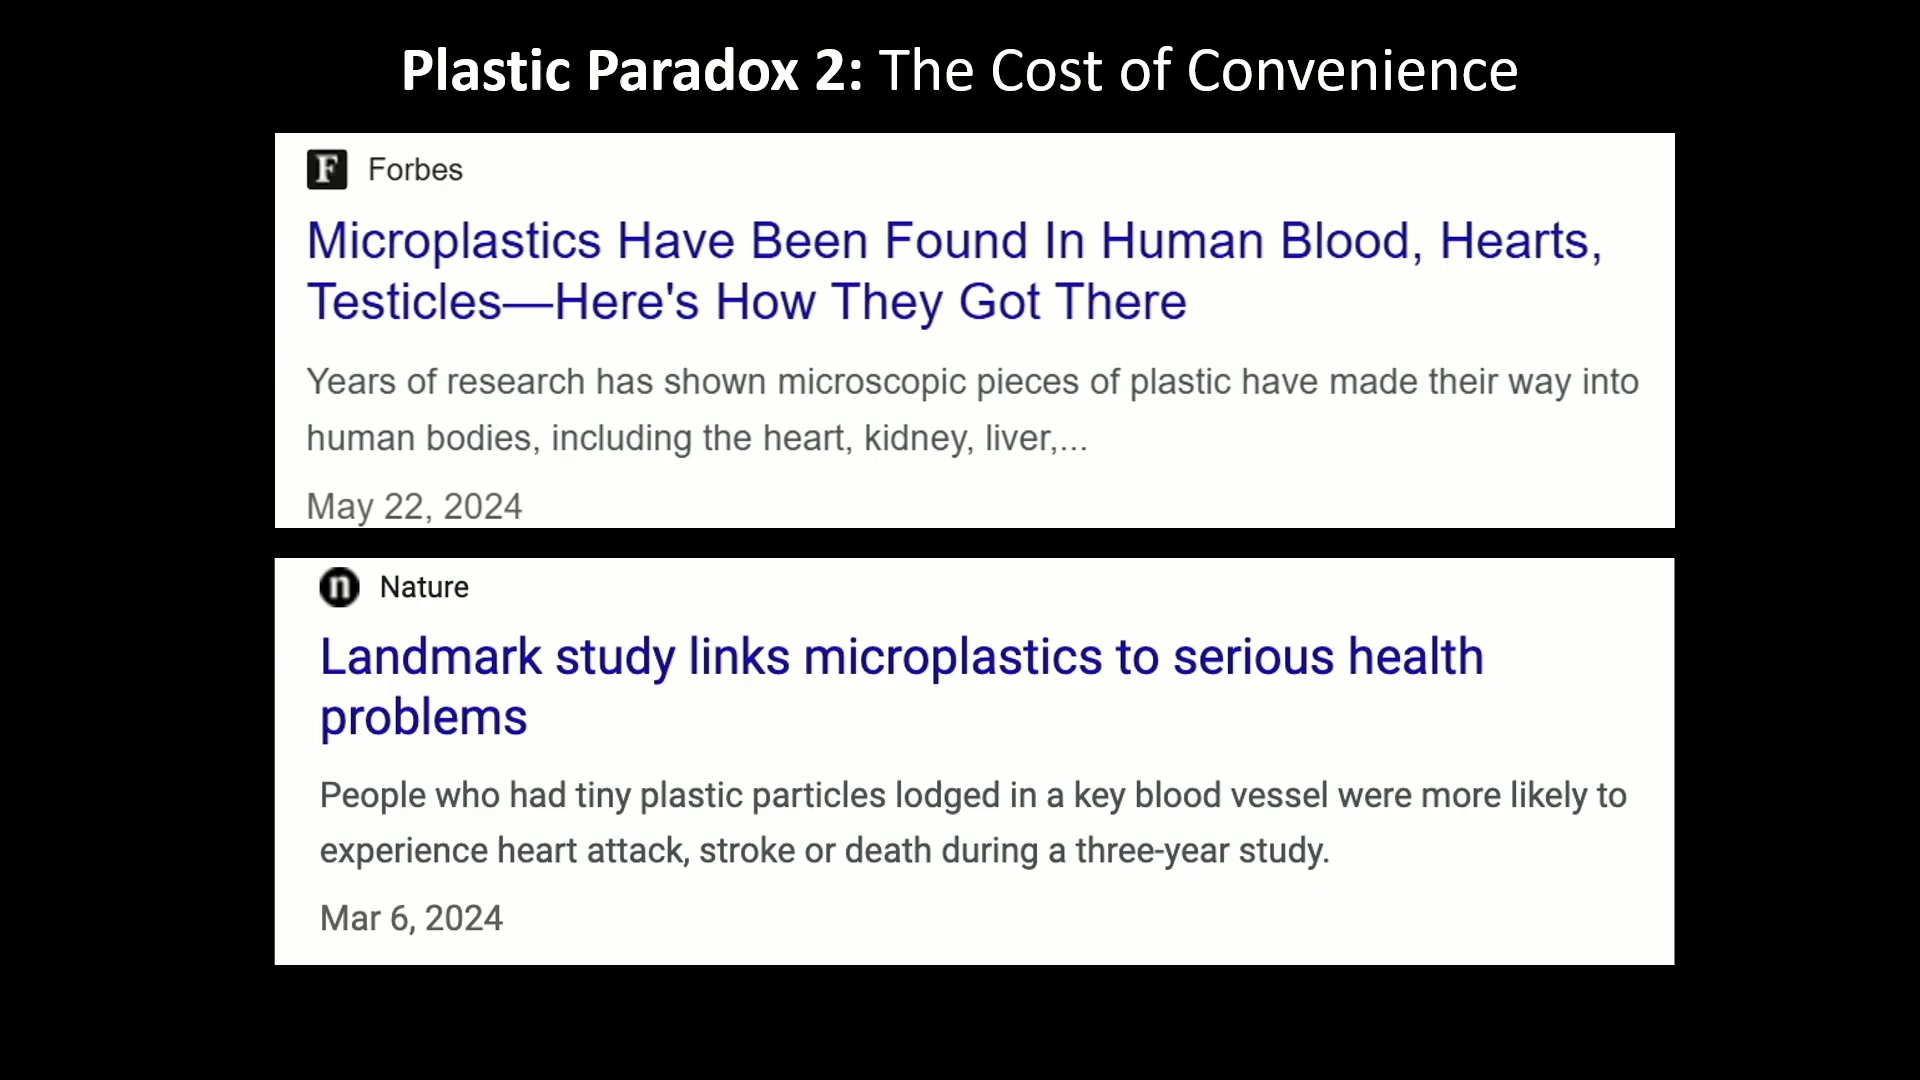 Plastic Paradox 2: The Cost of Convenience
F Forbes
Microplastics Have Been Found In Human Blood, Hearts,
Testicles—Here's How They Got There
Years of research has shown microscopic pieces of plastic have made their way into
human bodies, including the heart, kidney, liver,...
May 22, 2024
n Nature
Landmark study links microplastics to serious health
problems
People who had tiny plastic particles lodged in a key blood vessel were more likely to
experience heart attack, stroke or death during a three-year study.
Mar 6, 2024